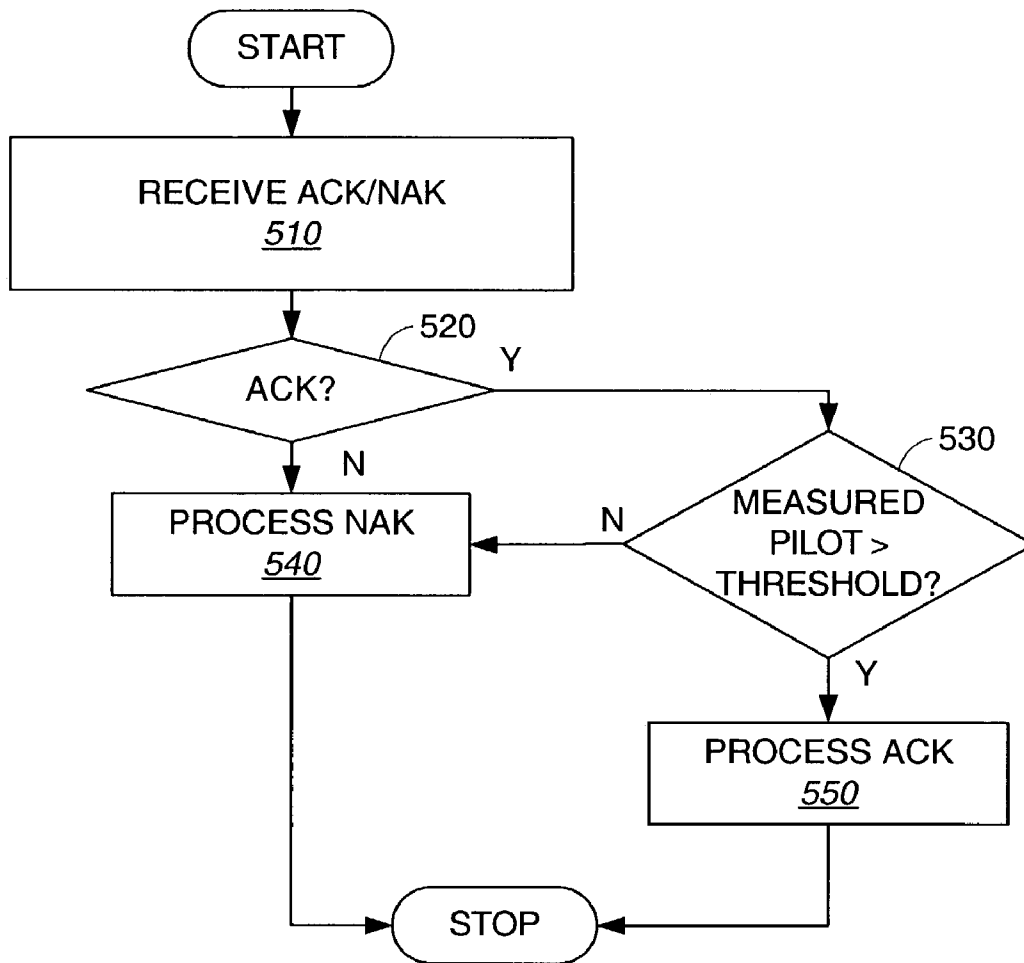 START
RECEIVE ACK/NAK
510
520
ACK?
Y
N
530
MEASURED
PILOT >
THRESHOLD?
N
Y
PROCESS NAK
540
PROCESS ACK
550
STOP